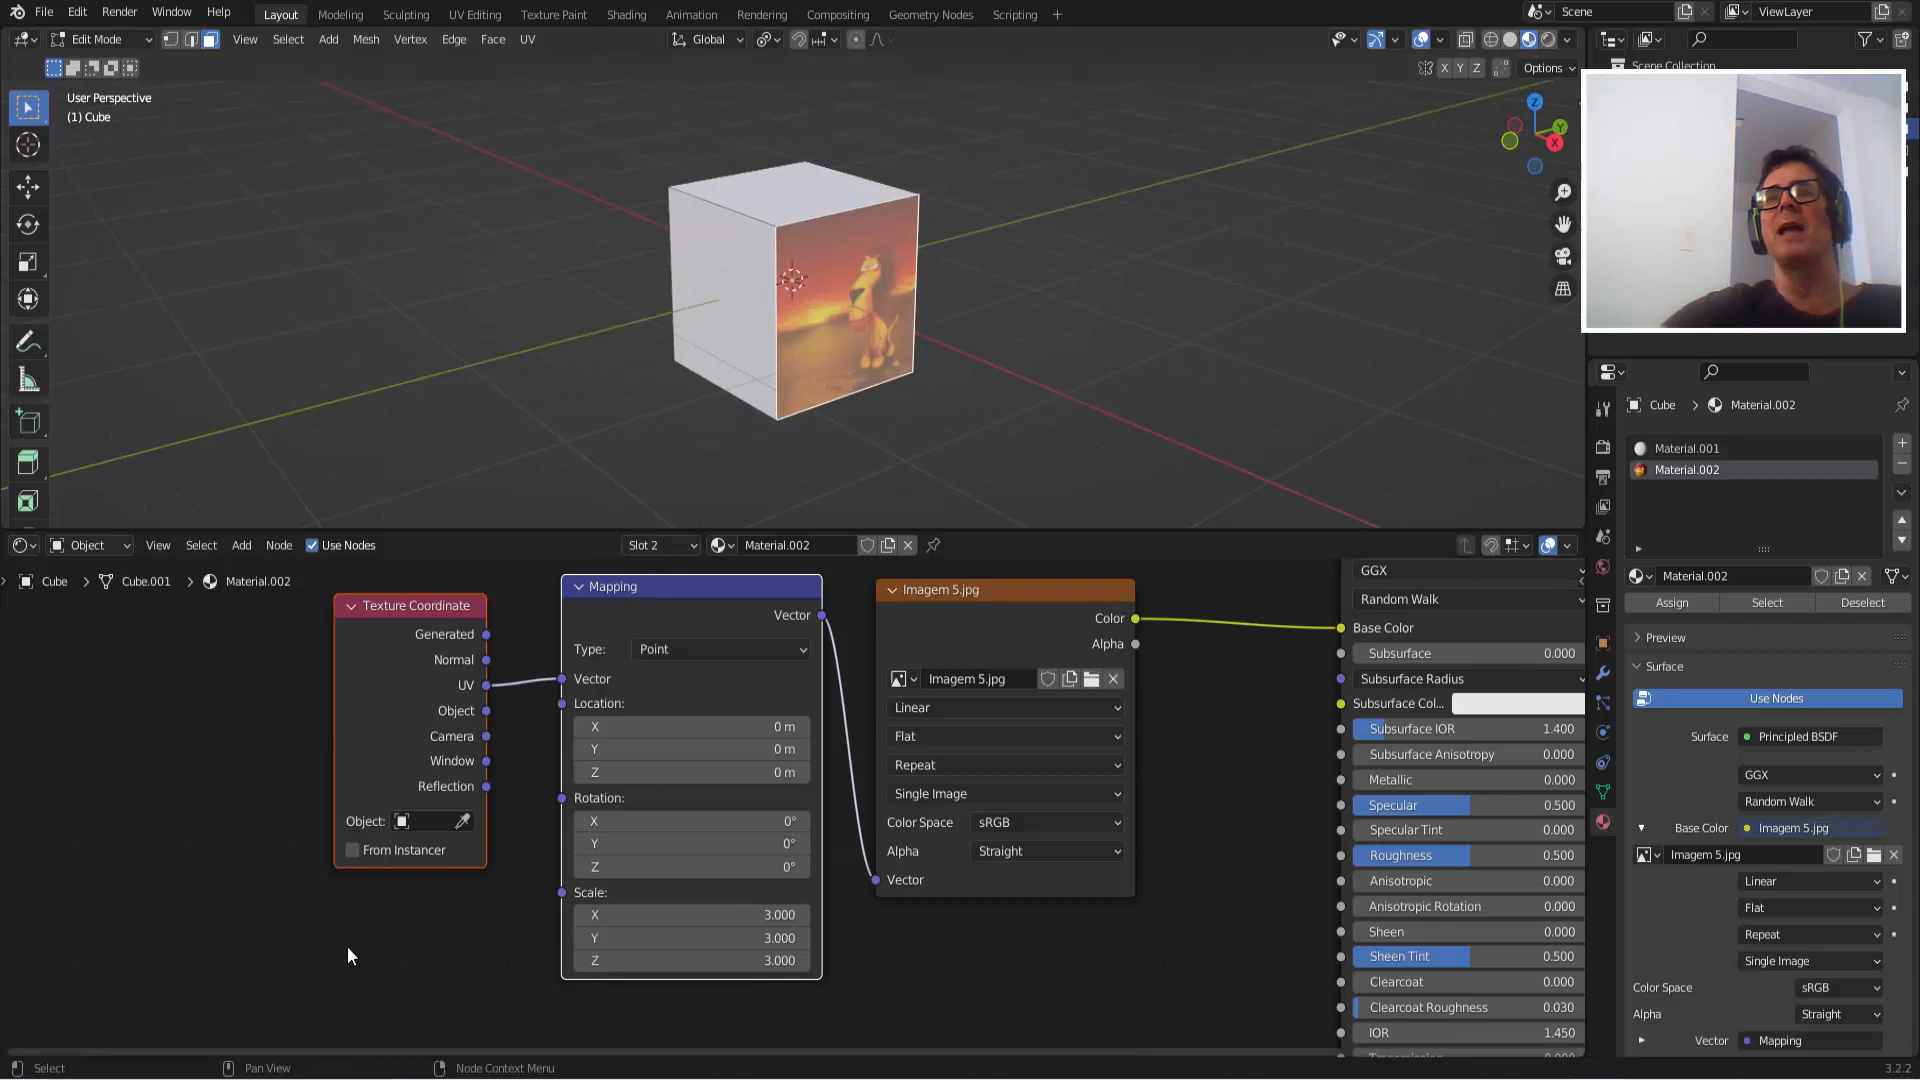 File Edit Render Window Help
Layout Modeling Sculpting UV Editing Texture Paint Shading Animation Rendering Compositing Geometry Nodes Scripting +
Scene
ViewLayer
Edit Mode
View Select Add Mesh Vertex Edge Face UV
Global
X Y Z
Options
Scene Collection
User Perspective
(1) Cube
Z
Y
X
Cube > Material.002
Material.001
Material.002
Object
View Select Add Node Use Nodes
Slot 2
Material.002
Cube > Cube.001 > Material.002
Texture Coordinate
Generated
Normal
UV
Object
Camera
Window
Reflection
Object:
From Instancer
Mapping
Vector
Type: Point
Vector
Location:
X 0 m
Y 0 m
Z 0 m
Rotation:
X 0°
Y 0°
Z 0°
Scale:
X 3.000
Y 3.000
Z 3.000
Imagem 5.jpg
Color
Alpha
Imagem 5.jpg
Linear
Flat
Repeat
Single Image
Color Space sRGB
Alpha Straight
Vector
GGX
Random Walk
Base Color
Subsurface 0.000
Subsurface Radius
Subsurface Col...
Subsurface IOR 1.400
Subsurface Anisotropy 0.000
Metallic 0.000
Specular 0.500
Specular Tint 0.000
Roughness 0.500
Anisotropic 0.000
Anisotropic Rotation 0.000
Sheen 0.000
Sheen Tint 0.500
Clearcoat 0.000
Clearcoat Roughness 0.030
IOR 1.450
Material.002
Assign Select Deselect
Preview
Surface
Use Nodes
Surface Principled BSDF
GGX
Random Walk
Base Color Imagem 5.jpg
Imagem 5.jpg
Linear
Flat
Repeat
Single Image
Color Space sRGB
Alpha Straight
Vector Mapping
Select
Pan View
Node Context Menu
3.2.2